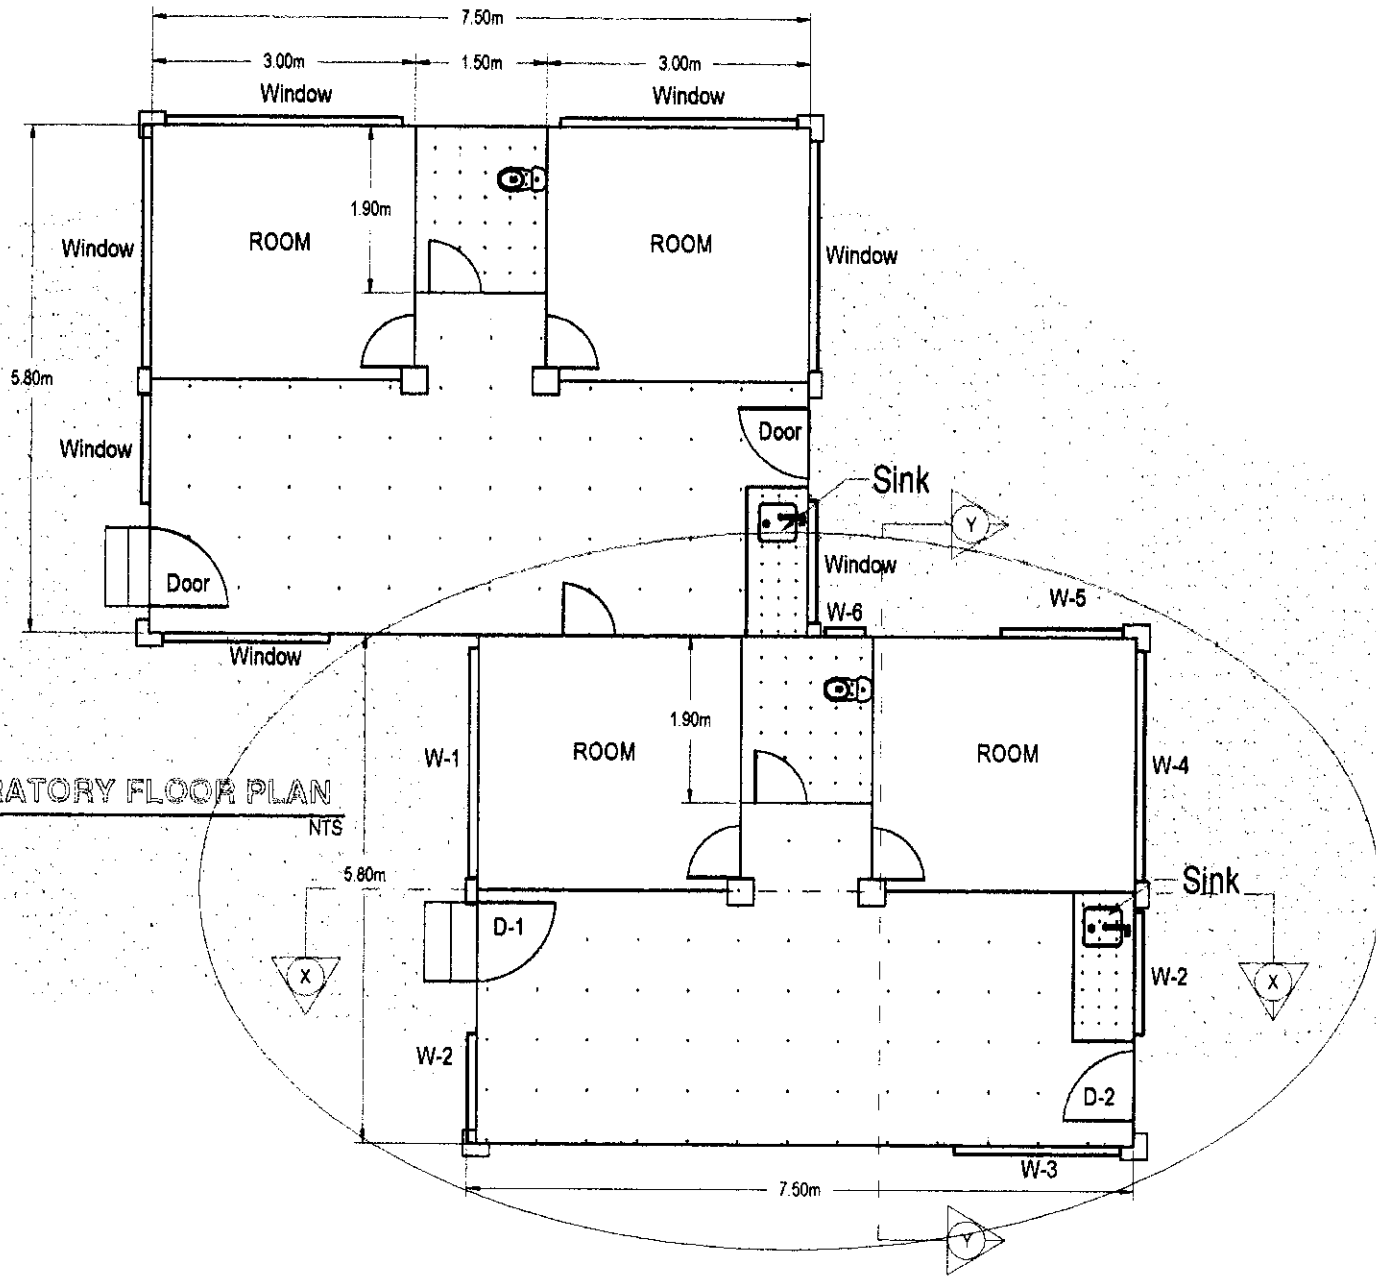 7.50m
3.00m 1.50m 3.00m
Window Window
1.90m
ROOM ROOM
Window Window
5.80m
Window Door
Sink
Y
Door Window
W-6 W-5
Window
1.90m
W-1 ROOM ROOM W-4
RATORY FLOOR PLAN
NTS
5.80m Sink
D-1
X W-2 X
W-2
D-2
W-3
7.50m
Y